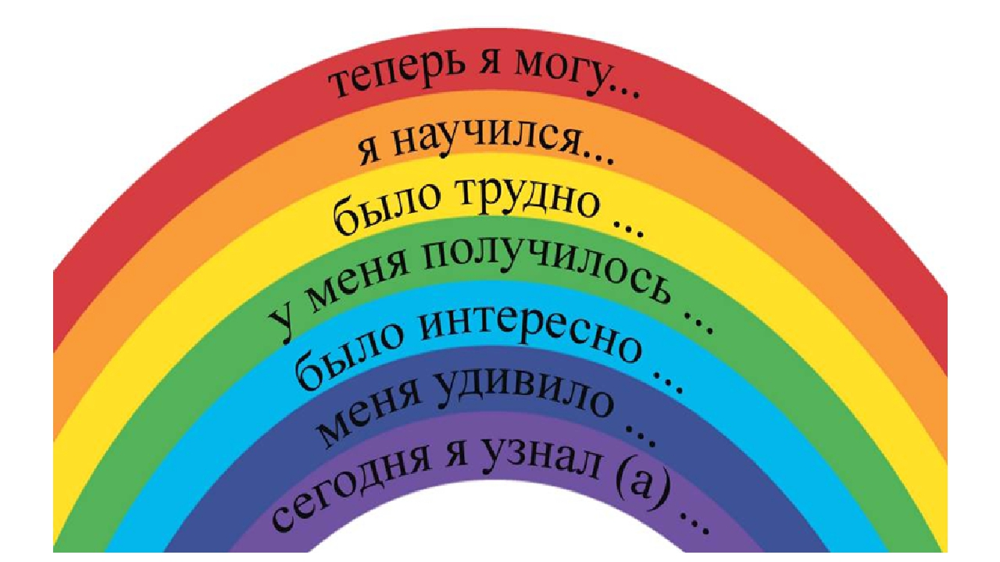 теперь я могу...
я научился...
было трудно ...
у меня получилось ...
было интересно ...
меня удивило ...
сегодня я узнал (а) ...